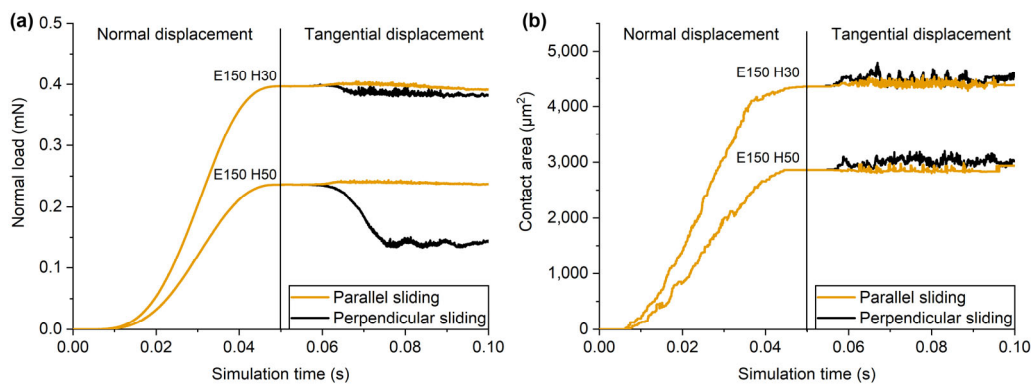 (a)
Normal displacement
Tangential displacement
E150 H30
E150 H50
Normal load (mN)
0.5
0.4
0.3
0.2
0.1
0.0
0.00 0.02 0.04 0.06 0.08 0.10
Simulation time (s)
Parallel sliding
Perpendicular sliding
(b)
Normal displacement
Tangential displacement
E150 H30
E150 H50
Contact area (µm²)
5,000
4,000
3,000
2,000
1,000
0
0.00 0.02 0.04 0.06 0.08 0.10
Simulation time (s)
Parallel sliding
Perpendicular sliding